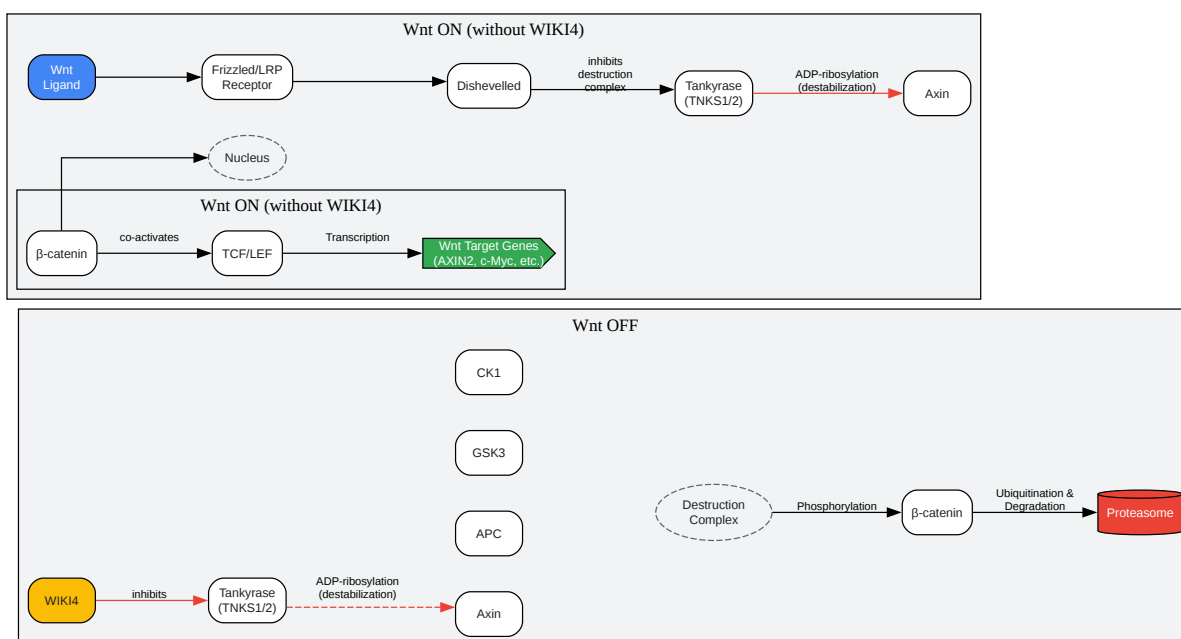 Wnt ON (without WIKI4)
Wnt
Ligand
Frizzled/LRP
Receptor
Dishevelled
inhibits
destruction
complex
Tankyrase
(TNKS1/2)
ADP-ribosylation
(destabilization)
Axin
Nucleus
Wnt ON (without WIKI4)
β-catenin
co-activates
TCF/LEF
Transcription
Wnt Target Genes
(AXIN2, c-Myc, etc.)
Wnt OFF
CK1
GSK3
APC
Destruction
Complex
Phosphorylation
β-catenin
Ubiquitination &
Degradation
Proteasome
WIKI4
inhibits
Tankyrase
(TNKS1/2)
ADP-ribosylation
(destabilization)
Axin